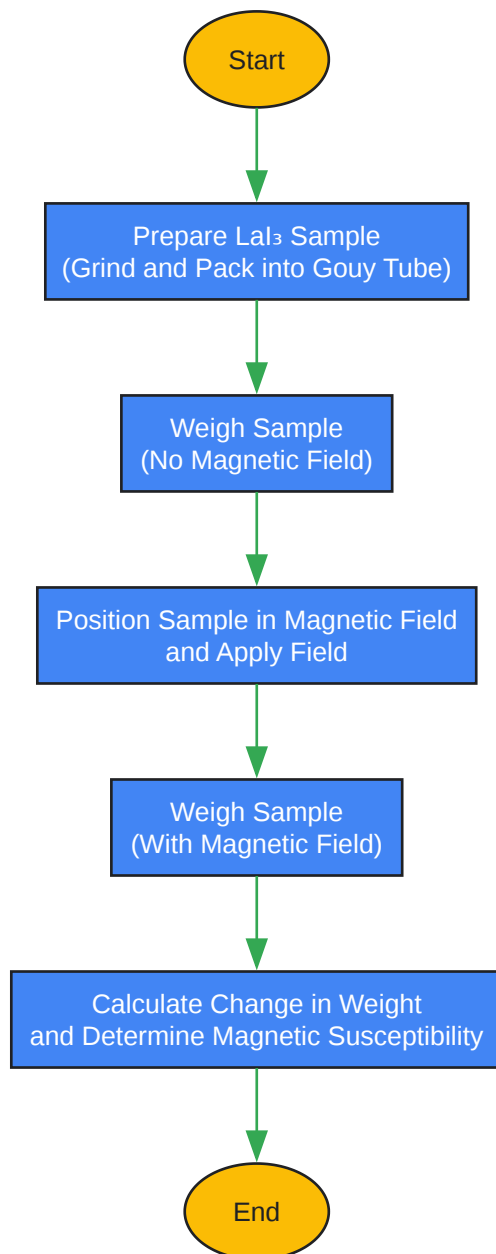 Start
Prepare LaI₃ Sample
(Grind and Pack into Gouy Tube)
Weigh Sample
(No Magnetic Field)
Position Sample in Magnetic Field
and Apply Field
Weigh Sample
(With Magnetic Field)
Calculate Change in Weight
and Determine Magnetic Susceptibility
End